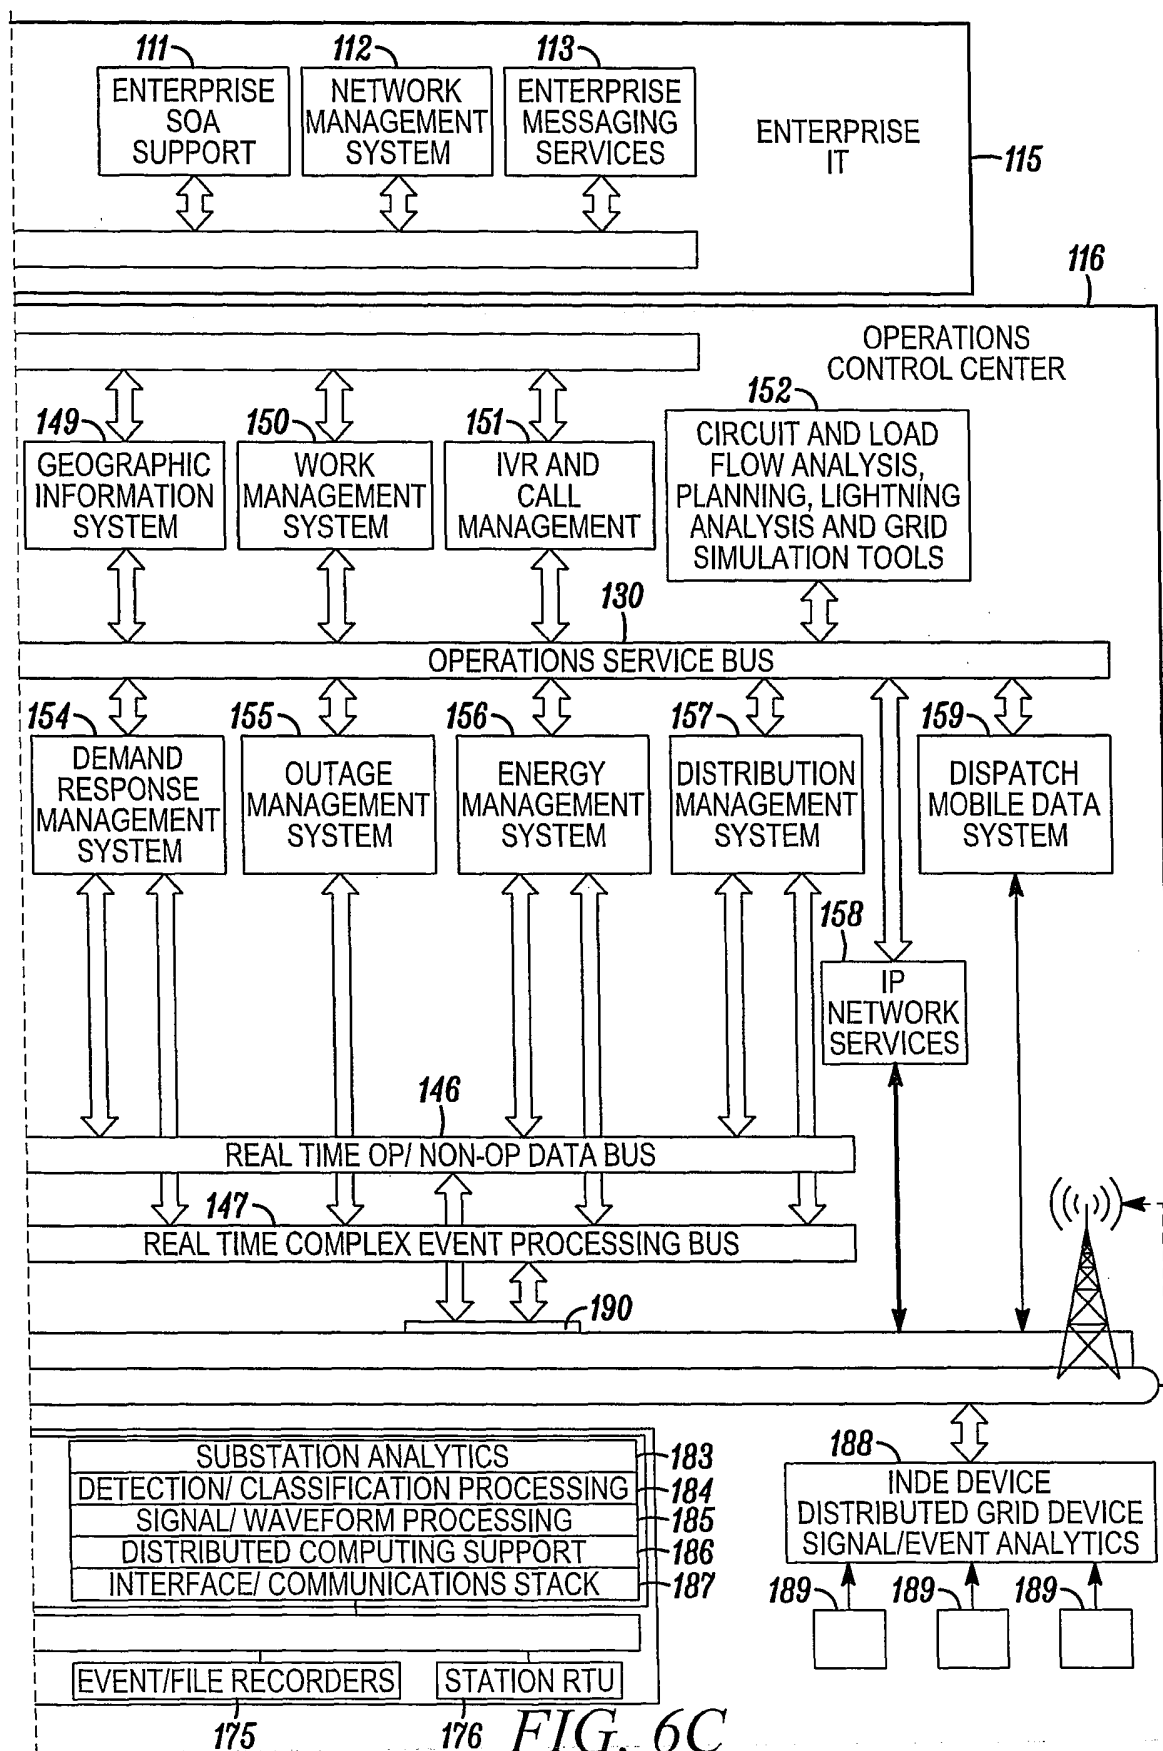 111
112
113
ENTERPRISE
SOA
SUPPORT
NETWORK
MANAGEMENT
SYSTEM
ENTERPRISE
MESSAGING
SERVICES
ENTERPRISE
IT
115
116
OPERATIONS
CONTROL CENTER
149
150
151
152
GEOGRAPHIC
INFORMATION
SYSTEM
WORK
MANAGEMENT
SYSTEM
IVR AND
CALL
MANAGEMENT
CIRCUIT AND LOAD
FLOW ANALYSIS,
PLANNING, LIGHTNING
ANALYSIS AND GRID
SIMULATION TOOLS
130
OPERATIONS SERVICE BUS
154
155
156
157
159
DEMAND
RESPONSE
MANAGEMENT
SYSTEM
OUTAGE
MANAGEMENT
SYSTEM
ENERGY
MANAGEMENT
SYSTEM
DISTRIBUTION
MANAGEMENT
SYSTEM
DISPATCH
MOBILE DATA
SYSTEM
158
IP
NETWORK
SERVICES
146
REAL TIME OP/ NON-OP DATA BUS
147
REAL TIME COMPLEX EVENT PROCESSING BUS
190
SUBSTATION ANALYTICS
183
DETECTION/ CLASSIFICATION PROCESSING
184
SIGNAL/ WAVEFORM PROCESSING
185
DISTRIBUTED COMPUTING SUPPORT
186
INTERFACE/ COMMUNICATIONS STACK
187
188
INDE DEVICE
DISTRIBUTED GRID DEVICE
SIGNAL/EVENT ANALYTICS
189
189
189
EVENT/FILE RECORDERS
STATION RTU
175
176
FIG. 6C